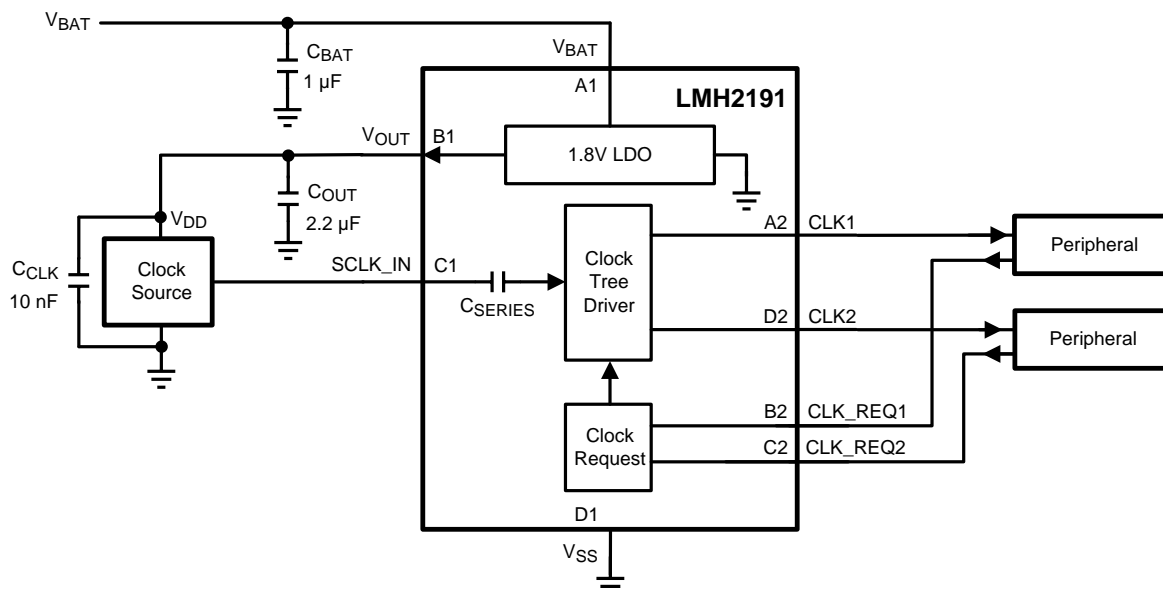 VBAT
CBAT
1 µF
VBAT
A1
LMH2191
VOUT
B1
1.8V LDO
COUT
2.2 µF
VDD
CCLK
10 nF
Clock
Source
SCLK_IN
C1
CSERIES
Clock
Tree
Driver
A2
CLK1
Peripheral
D2
CLK2
Peripheral
Clock
Request
B2
CLK_REQ1
C2
CLK_REQ2
D1
VSS